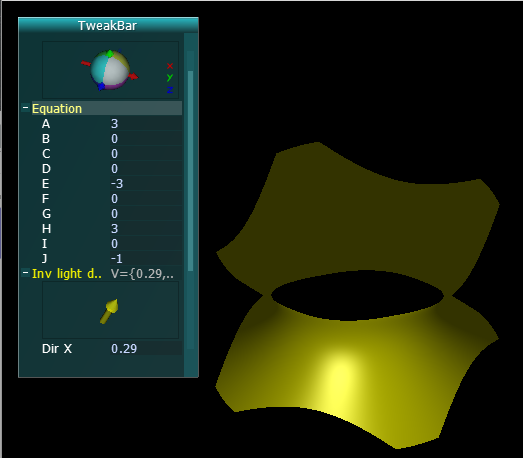 TweakBar
x
y
z
Equation
A 3
B 0
C 0
D 0
E -3
F 0
G 0
H 3
I 0
J -1
Inv light d.. V={0.29,..
Dir X 0.29